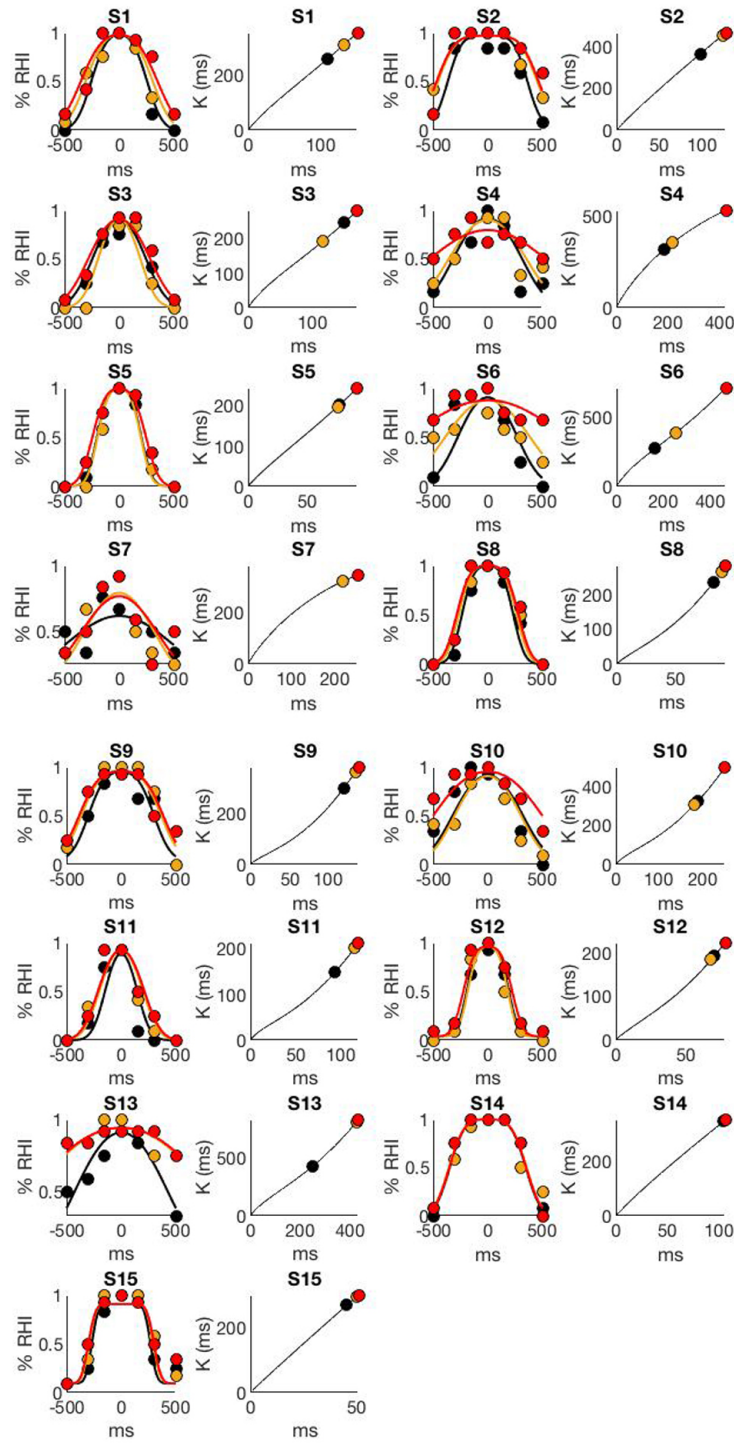 S1 S1 S2 S2
% RHI 1 0.5 0 -500 0 500 ms
K (ms) 200 0 0 100 ms
% RHI 1 0.5 0 -500 0 500 ms
K (ms) 400 200 0 0 50 100 ms
S3 S3 S4 S4
% RHI 1 0.5 0 -500 0 500 ms
K (ms) 200 100 0 0 100 ms
% RHI 1 0.5 0 -500 0 500 ms
K (ms) 500 0 0 200 400 ms
S5 S5 S6 S6
% RHI 1 0.5 0 -500 0 500 ms
K (ms) 200 100 0 0 50 ms
% RHI 1 0.5 0 -500 0 500 ms
K (ms) 500 0 0 200 400 ms
S7 S7 S8 S8
% RHI 1 0.5 -500 0 500 ms
K (ms) 200 0 0 100 200 ms
% RHI 1 0.5 0 -500 0 500 ms
K (ms) 200 100 0 0 50 ms
S9 S9 S10 S10
% RHI 1 0.5 0 -500 0 500 ms
K (ms) 200 0 0 50 100 ms
% RHI 1 0.5 0 -500 0 500 ms
K (ms) 400 200 0 0 100 200 ms
S11 S11 S12 S12
% RHI 1 0.5 0 -500 0 500 ms
K (ms) 200 100 0 0 50 100 ms
% RHI 1 0.5 0 -500 0 500 ms
K (ms) 200 100 0 0 50 ms
S13 S13 S14 S14
% RHI 1 0.5 -500 0 500 ms
K (ms) 500 0 0 200 400 ms
% RHI 1 0.5 0 -500 0 500 ms
K (ms) 200 0 0 50 100 ms
S15 S15
% RHI 1 0.5 0 -500 0 500 ms
K (ms) 200 0 0 50 ms